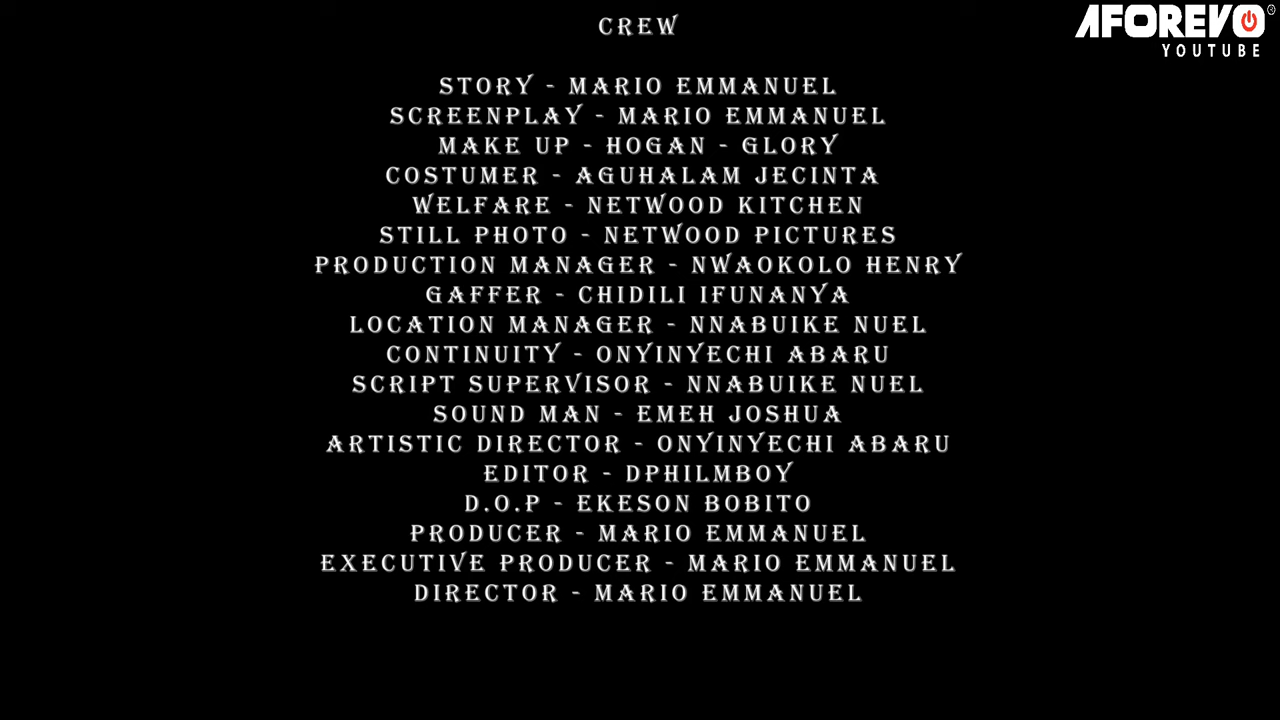 CREW
AFOREVO
YOUTUBE
STORY - MARIO EMMANUEL
SCREENPLAY - MARIO EMMANUEL
MAKE UP - HOGAN - GLORY
COSTUMER - AGUHALAM JECINTA
WELFARE - NETWOOD KITCHEN
STILL PHOTO - NETWOOD PICTURES
PRODUCTION MANAGER - NWAOKOLO HENRY
GAFFER - CHIDILI IFUNANYA
LOCATION MANAGER - NNABUIKE NUEL
CONTINUITY - ONYINYECHI ABARU
SCRIPT SUPERVISOR - NNABUIKE NUEL
SOUND MAN - EMEH JOSHUA
ARTISTIC DIRECTOR - ONYINYECHI ABARU
EDITOR - DPHILMBOY
D.O.P - EKESON BOBITO
PRODUCER - MARIO EMMANUEL
EXECUTIVE PRODUCER - MARIO EMMANUEL
DIRECTOR - MARIO EMMANUEL